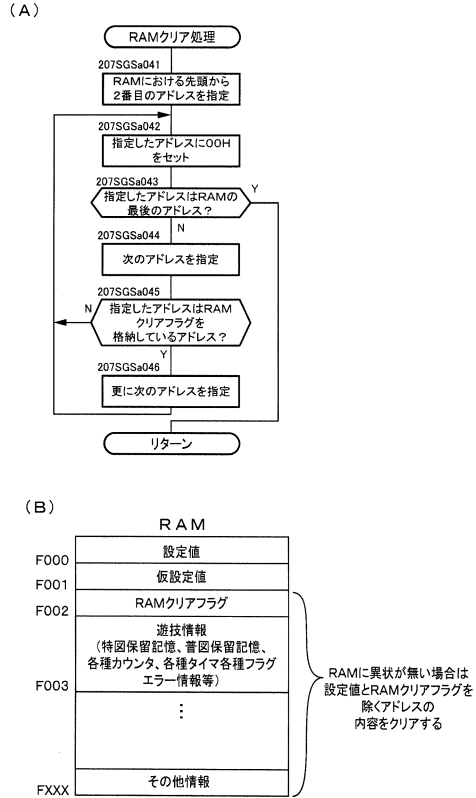 (A)
RAMクリア処理
207SGSa041
RAMにおける先頭から
2番目のアドレスを指定
207SGSa042
指定したアドレスに00H
をセット
207SGSa043
Y
指定したアドレスはRAMの
最後のアドレス?
N
207SGSa044
次のアドレスを指定
207SGSa045
N
指定したアドレスはRAM
クリアフラグを
格納しているアドレス?
Y
207SGSa046
更に次のアドレスを指定
リターン
(B)
RAM
設定値
F000
仮設定値
F001
RAMクリアフラグ
F002
遊技情報
(特図保留記憶、普図保留記憶、
各種カウンタ、各種タイマ各種フラグ
エラー情報等)
F003
⋮
その他情報
FXXX
RAMに異状が無い場合は
設定値とRAMクリアフラグを
除くアドレスの
内容をクリアする